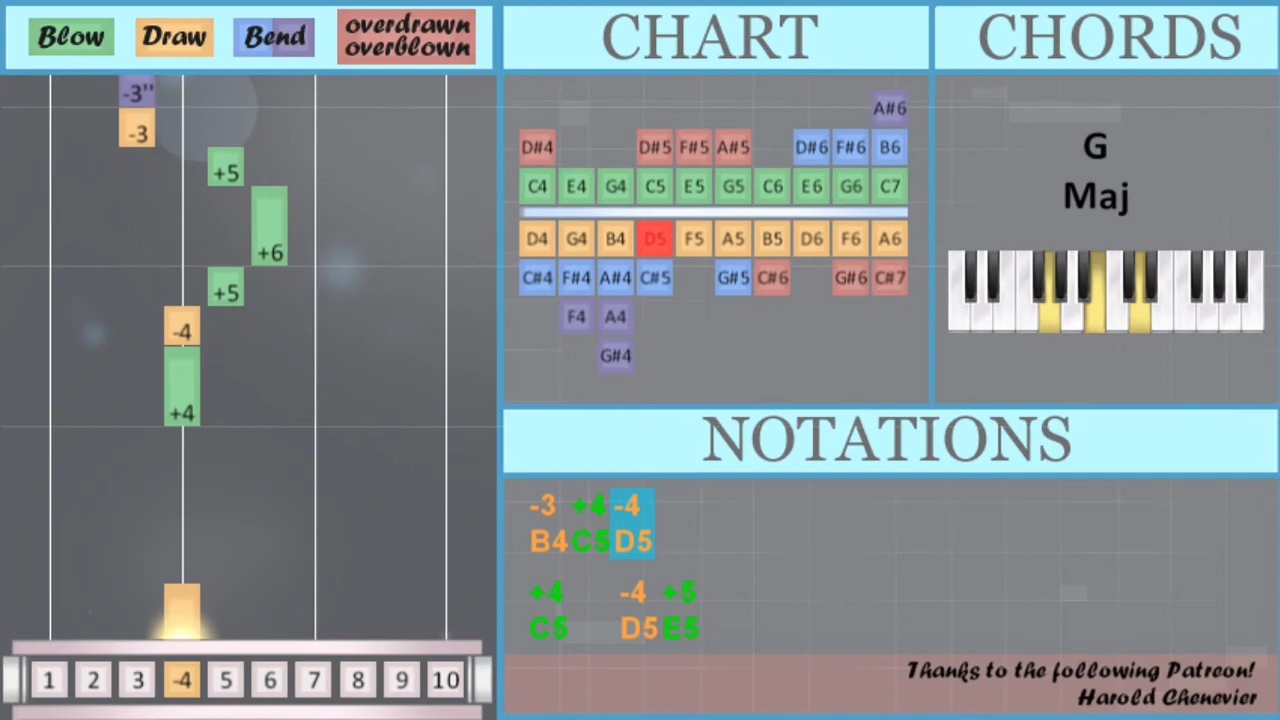 Blow Draw Bend overdrawn
overblown
CHART
CHORDS
-3''
-3
+5
+6
+5
-4
+4
1 2 3 -4 5 6 7 8 9 10
A#6
D#4 D#5 F#5 A#5 D#6 F#6 B6
C4 E4 G4 C5 E5 G5 C6 E6 G6 C7
D4 G4 B4 D5 F5 A5 B5 D6 F6 A6
C#4 F#4 A#4 C#5 G#5 C#6 G#6 C#7
F4 A4
G#4
G
Maj
NOTATIONS
-3 +4 -4
B4 C5 D5
+4 -4 +5
C5 D5 E5
Thanks to the following Patreon!
Harold Chenevier